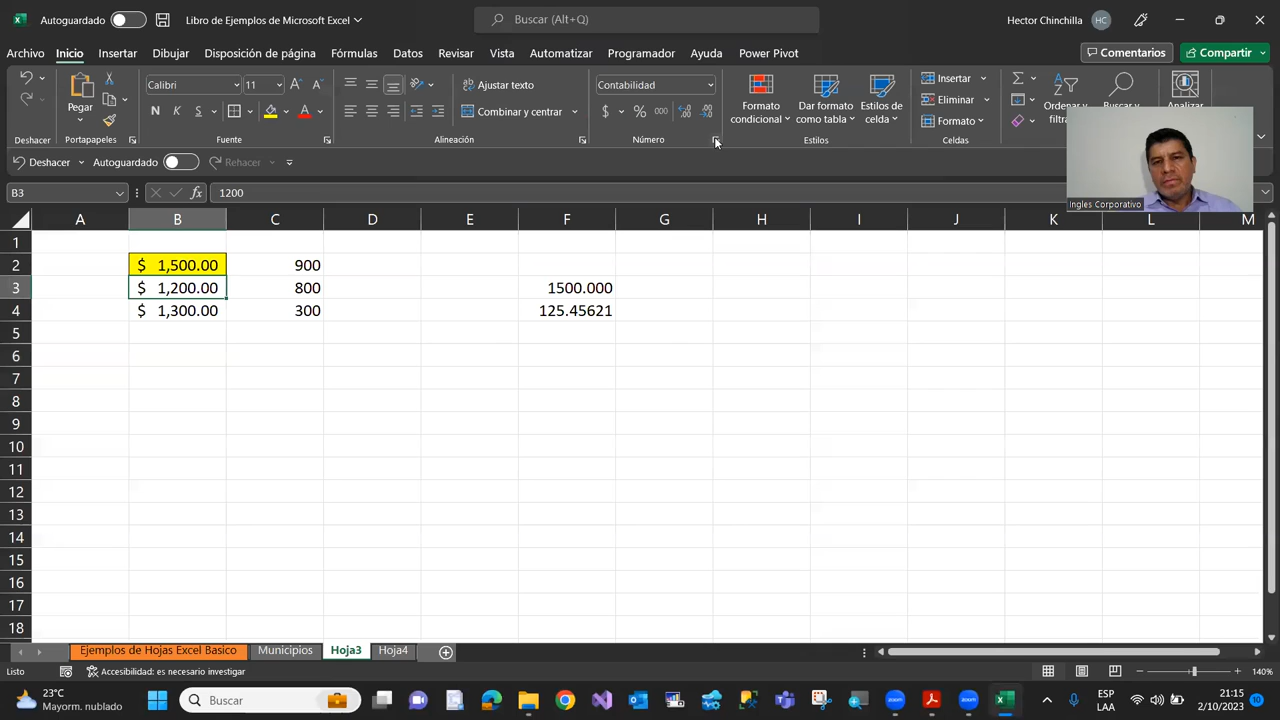 Autoguardado
Libro de Ejemplos de Microsoft Excel
Buscar (Alt+Q)
Hector Chinchilla
HC
Archivo Inicio Insertar Dibujar Disposición de página Fórmulas Datos Revisar Vista Automatizar Programador Ayuda Power Pivot
Comentarios
Compartir
Deshacer
Pegar
Portapapeles
Calibri
11
N K S
Fuente
Ajustar texto
Combinar y centrar
Alineación
Contabilidad
$ % 000
Número
Formato
condicional
Dar formato
como tabla
Estilos de
celda
Estilos
Insertar
Eliminar
Formato
Celdas
Ordenar y
Buscar y
Analizar
Deshacer Autoguardado Rehacer
Ingles Corporativo
B3
fx
1200
A B C D E F G H I J K L M
1
2 $ 1,500.00 900
3 $ 1,200.00 800 1500.000
4 $ 1,300.00 300 125.45621
5
6
7
8
9
10
11
12
13
14
15
16
17
18
Ejemplos de Hojas Excel Basico Municipios Hoja3 Hoja4
Listo
Accesibilidad: es necesario investigar
140%
23°C
Mayorm. nublado
Buscar
ESP
LAA
21:15
2/10/2023